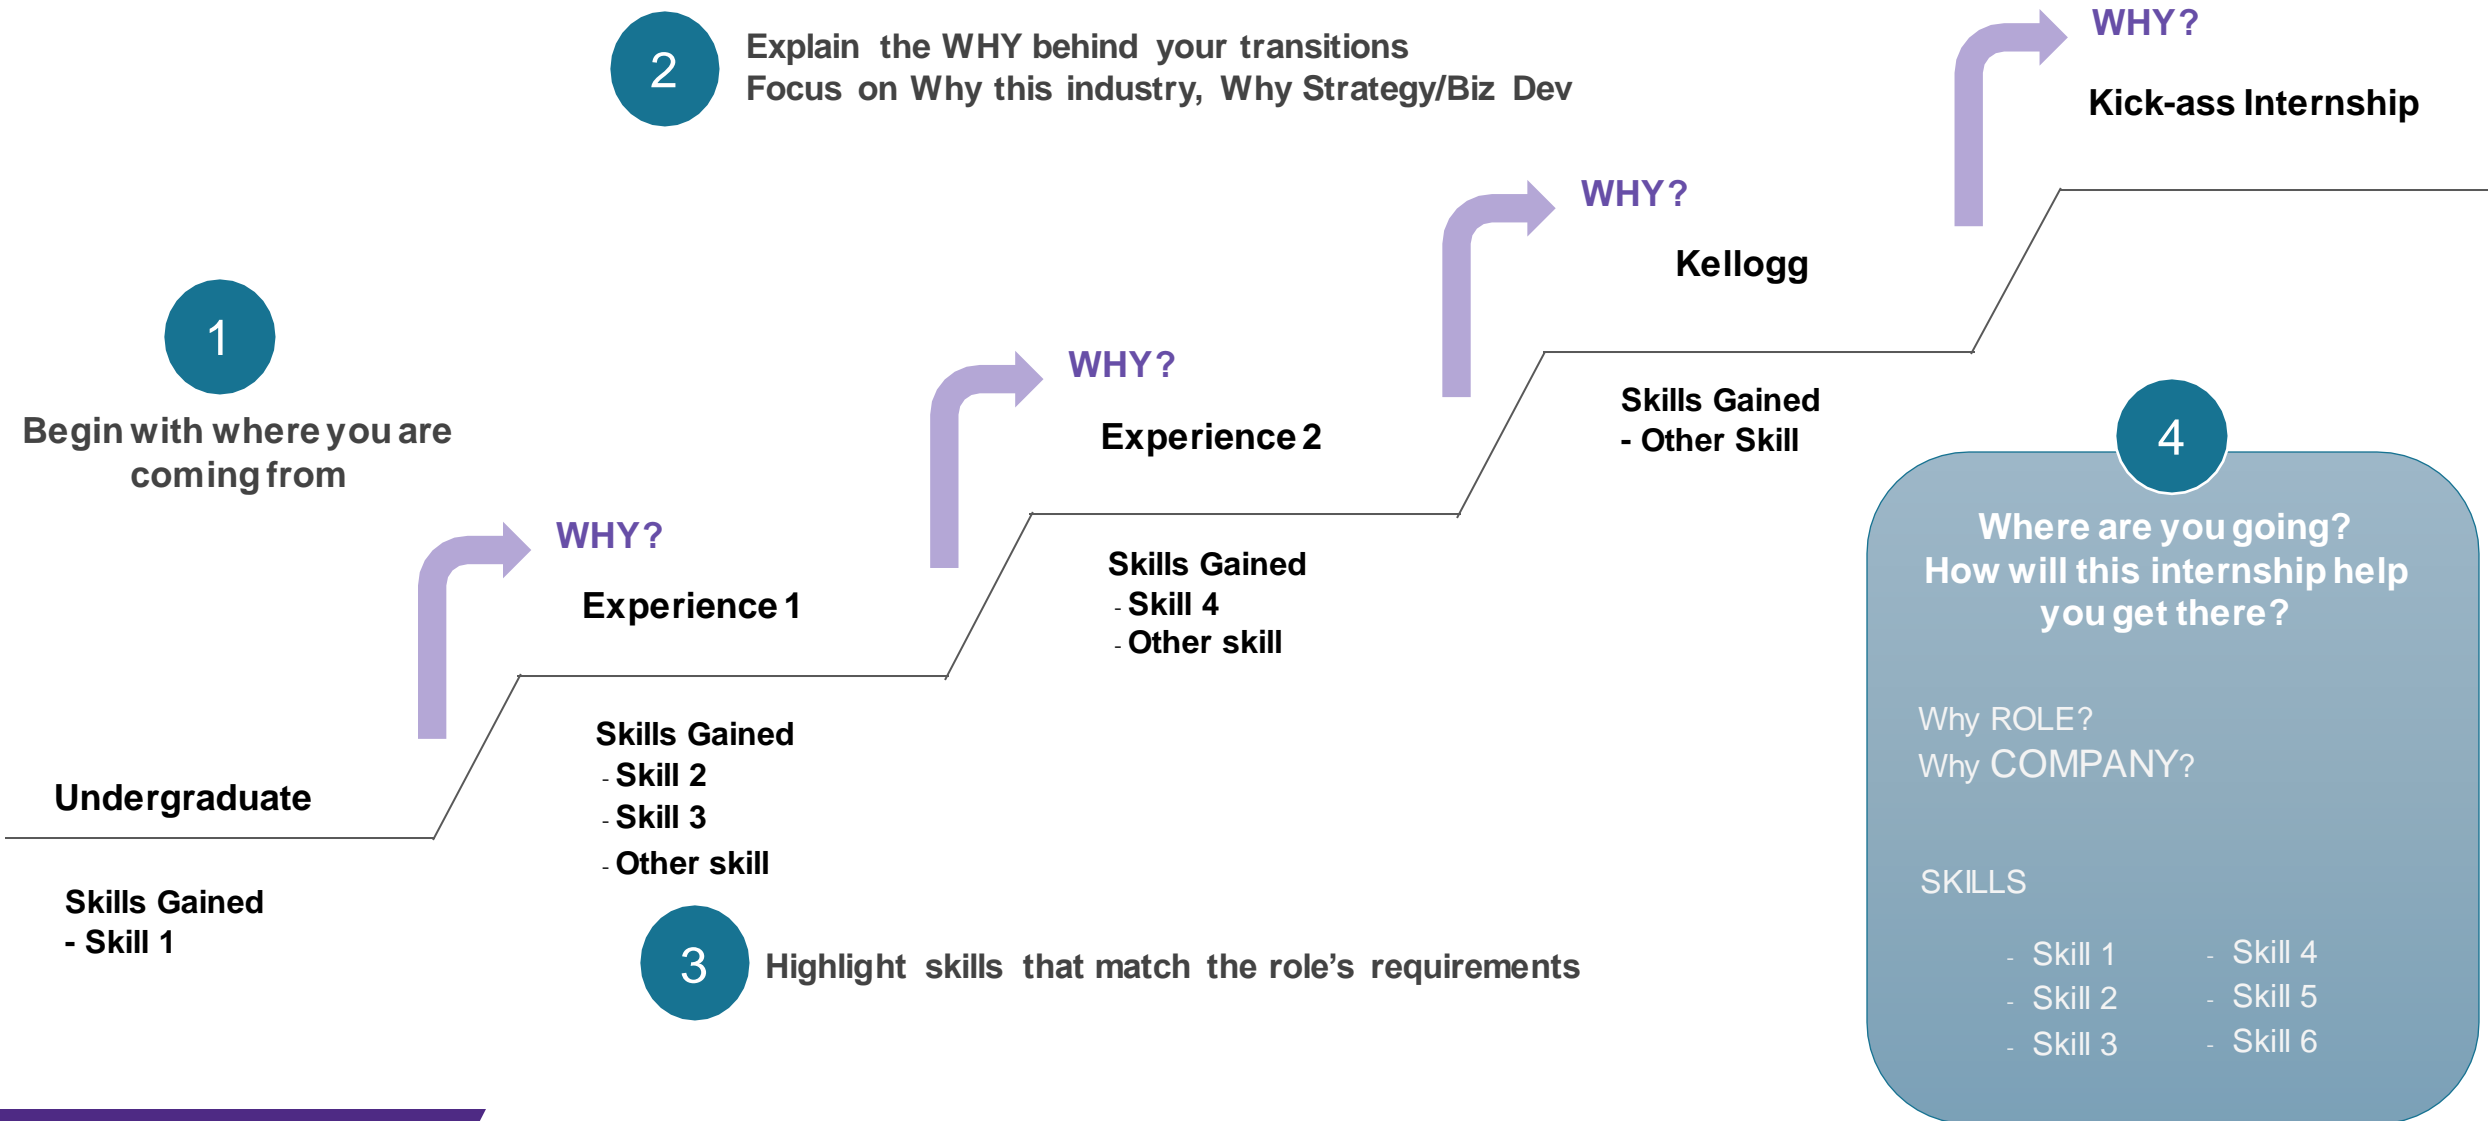 2
Explain the WHY behind your transitions
Focus on Why this industry, Why Strategy/Biz Dev
WHY?
Kick-ass Internship
WHY?
Kellogg
Skills Gained
- Other Skill
1
Begin with where you are
coming from
WHY?
Experience 2
Skills Gained
- Skill 4
- Other skill
WHY?
Experience 1
Skills Gained
- Skill 2
- Skill 3
- Other skill
Undergraduate
Skills Gained
- Skill 1
3
Highlight skills that match the role’s requirements
4
Where are you going?
How will this internship help
you get there?
Why ROLE?
Why COMPANY?
SKILLS
- Skill 1
- Skill 2
- Skill 3
- Skill 4
- Skill 5
- Skill 6